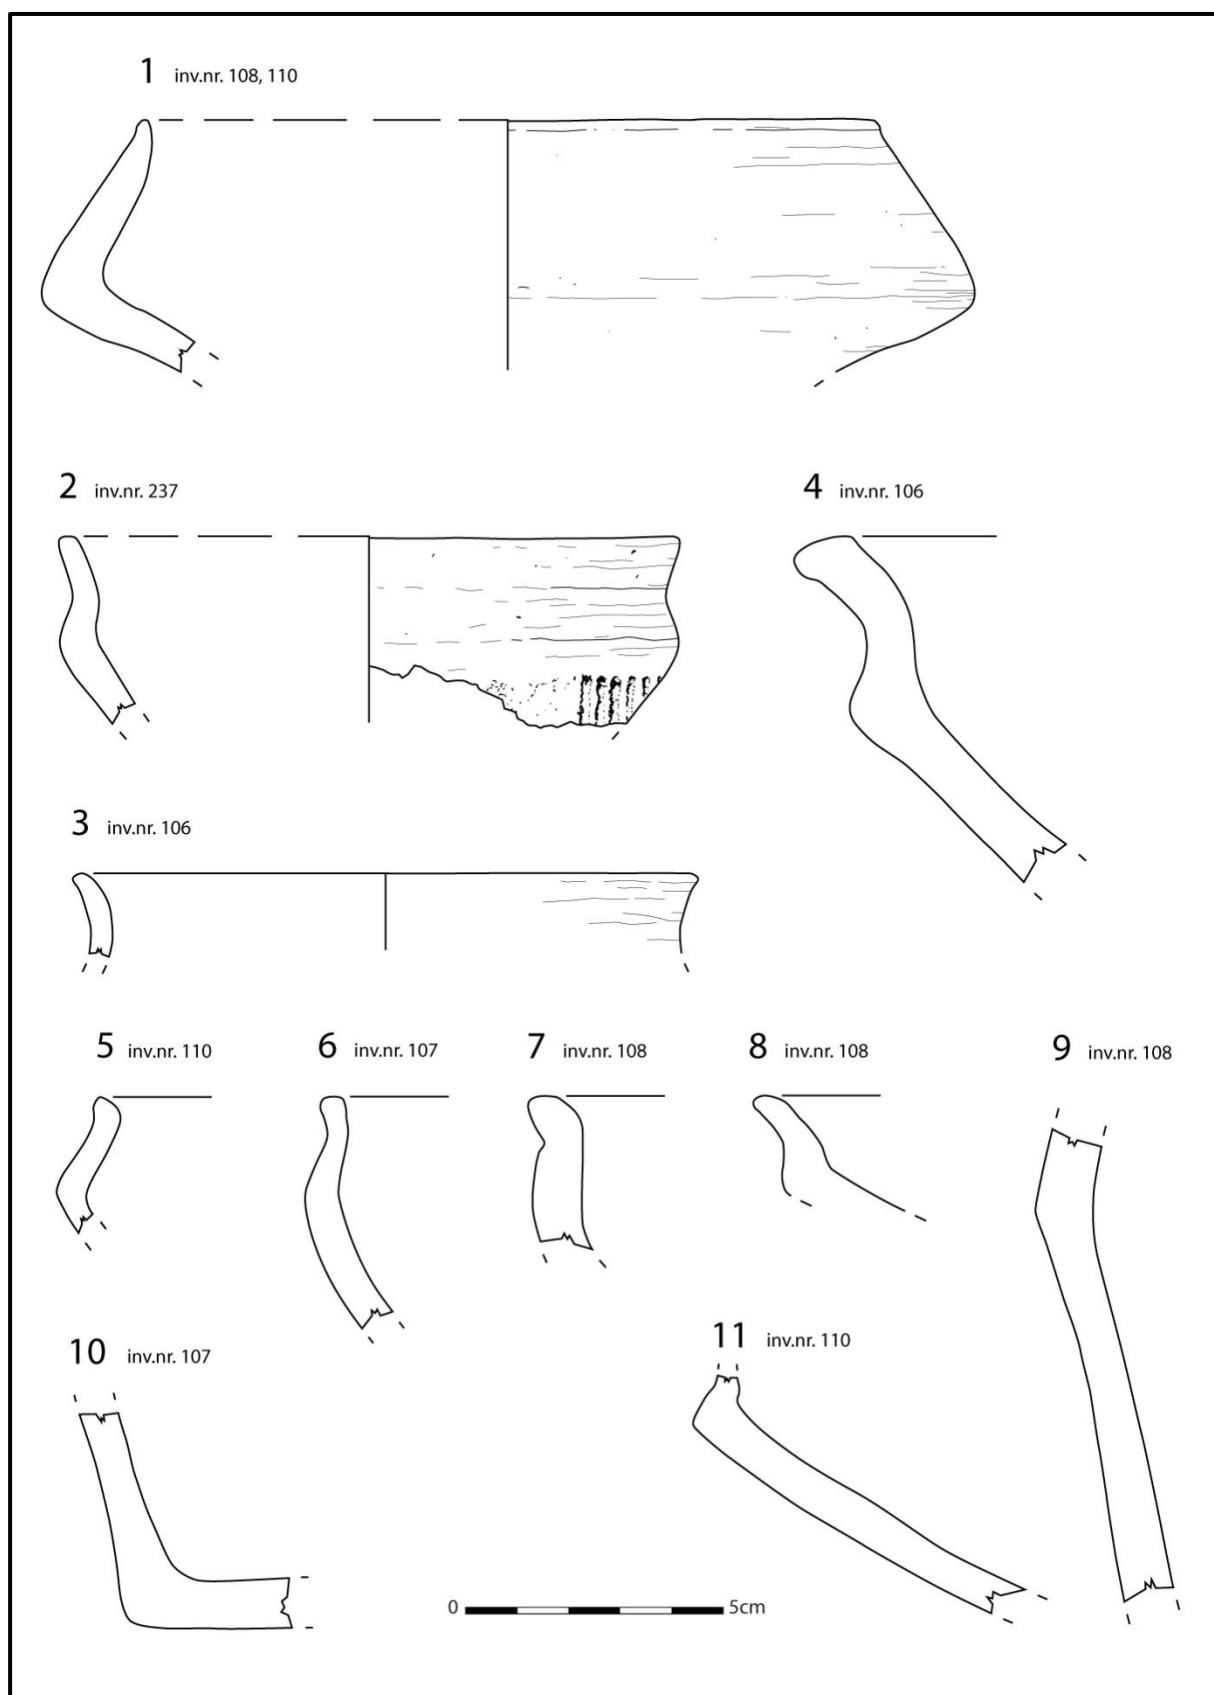 1 inv.nr. 108, 110
2 inv.nr. 237
4 inv.nr. 106
3 inv.nr. 106
5 inv.nr. 110
6 inv.nr. 107
7 inv.nr. 108
8 inv.nr. 108
9 inv.nr. 108
10 inv.nr. 107
11 inv.nr. 110
0 5cm